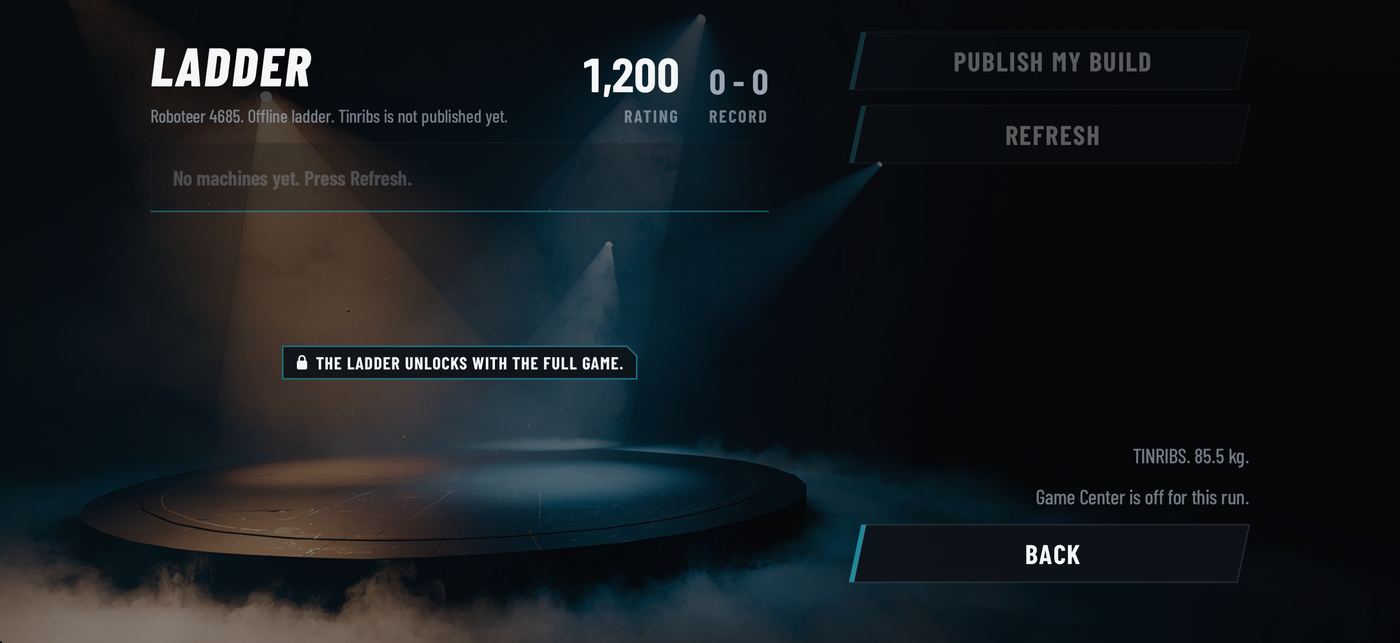 LADDER
Roboteer 4685. Offline ladder. Tinribs is not published yet.
1,200
RATING
0 - 0
RECORD
No machines yet. Press Refresh.
THE LADDER UNLOCKS WITH THE FULL GAME.
PUBLISH MY BUILD
REFRESH
TINRIBS. 85.5 kg.
Game Center is off for this run.
BACK